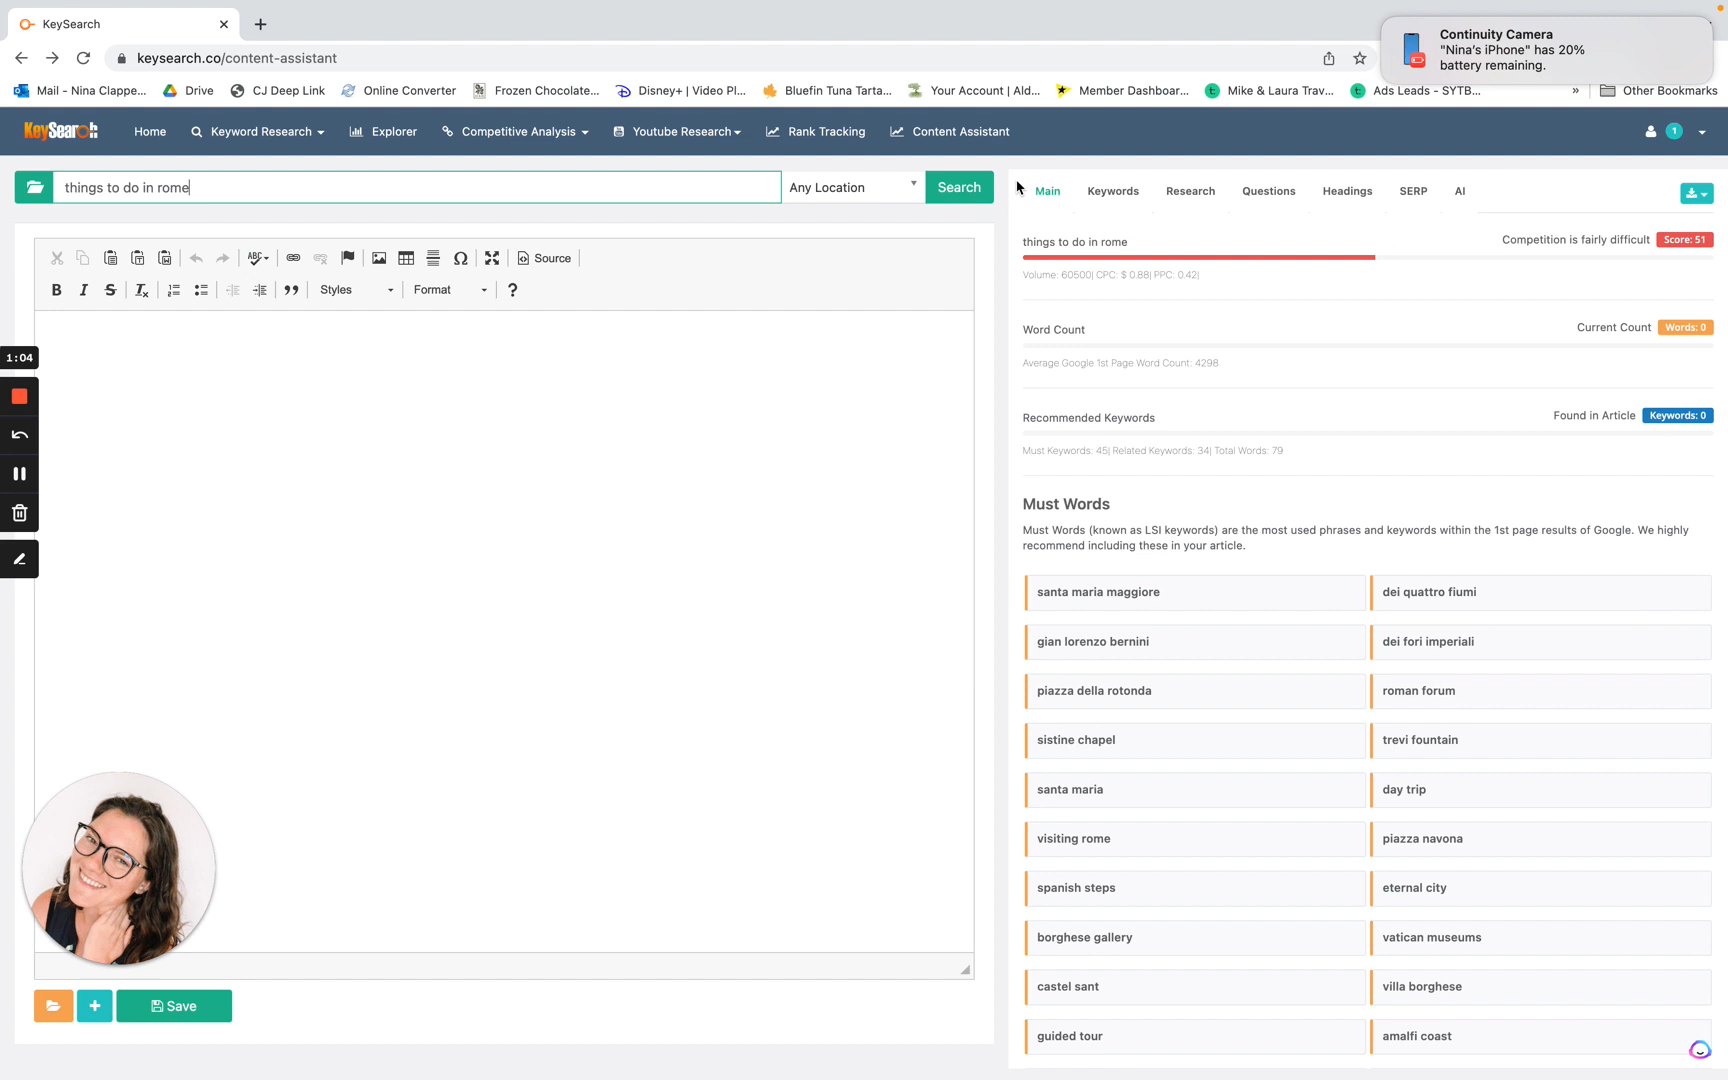 KeySearch
Continuity Camera
"Nina's iPhone" has 20%
battery remaining.
keysearch.co/content-assistant
Mail - Nina Clappe...
Drive
CJ Deep Link
Online Converter
Frozen Chocolate...
Disney+ | Video Pl...
Bluefin Tuna Tarta...
Your Account | Ald...
Member Dashboar...
Mike & Laura Trav...
Ads Leads - SYTB...
»
Other Bookmarks
KeySearch
Home
Keyword Research
Explorer
Competitive Analysis
Youtube Research
Rank Tracking
Content Assistant
1
things to do in rome
Any Location
Search
Main
Keywords
Research
Questions
Headings
SERP
AI
ABC
Source
B
I
S
Styles
Format
?
things to do in rome
Competition is fairly difficult
Score: 51
Volume: 60500| CPC: $ 0.88| PPC: 0.42|
Word Count
Current Count
Words: 0
Average Google 1st Page Word Count: 4298
1:04
Recommended Keywords
Found in Article
Keywords: 0
Must Keywords: 45| Related Keywords: 34| Total Words: 79
Must Words
Must Words (known as LSI keywords) are the most used phrases and keywords within the 1st page results of Google. We highly
recommend including these in your article.
santa maria maggiore
dei quattro fiumi
gian lorenzo bernini
dei fori imperiali
piazza della rotonda
roman forum
sistine chapel
trevi fountain
santa maria
day trip
visiting rome
piazza navona
spanish steps
eternal city
borghese gallery
vatican museums
castel sant
villa borghese
guided tour
amalfi coast
Save